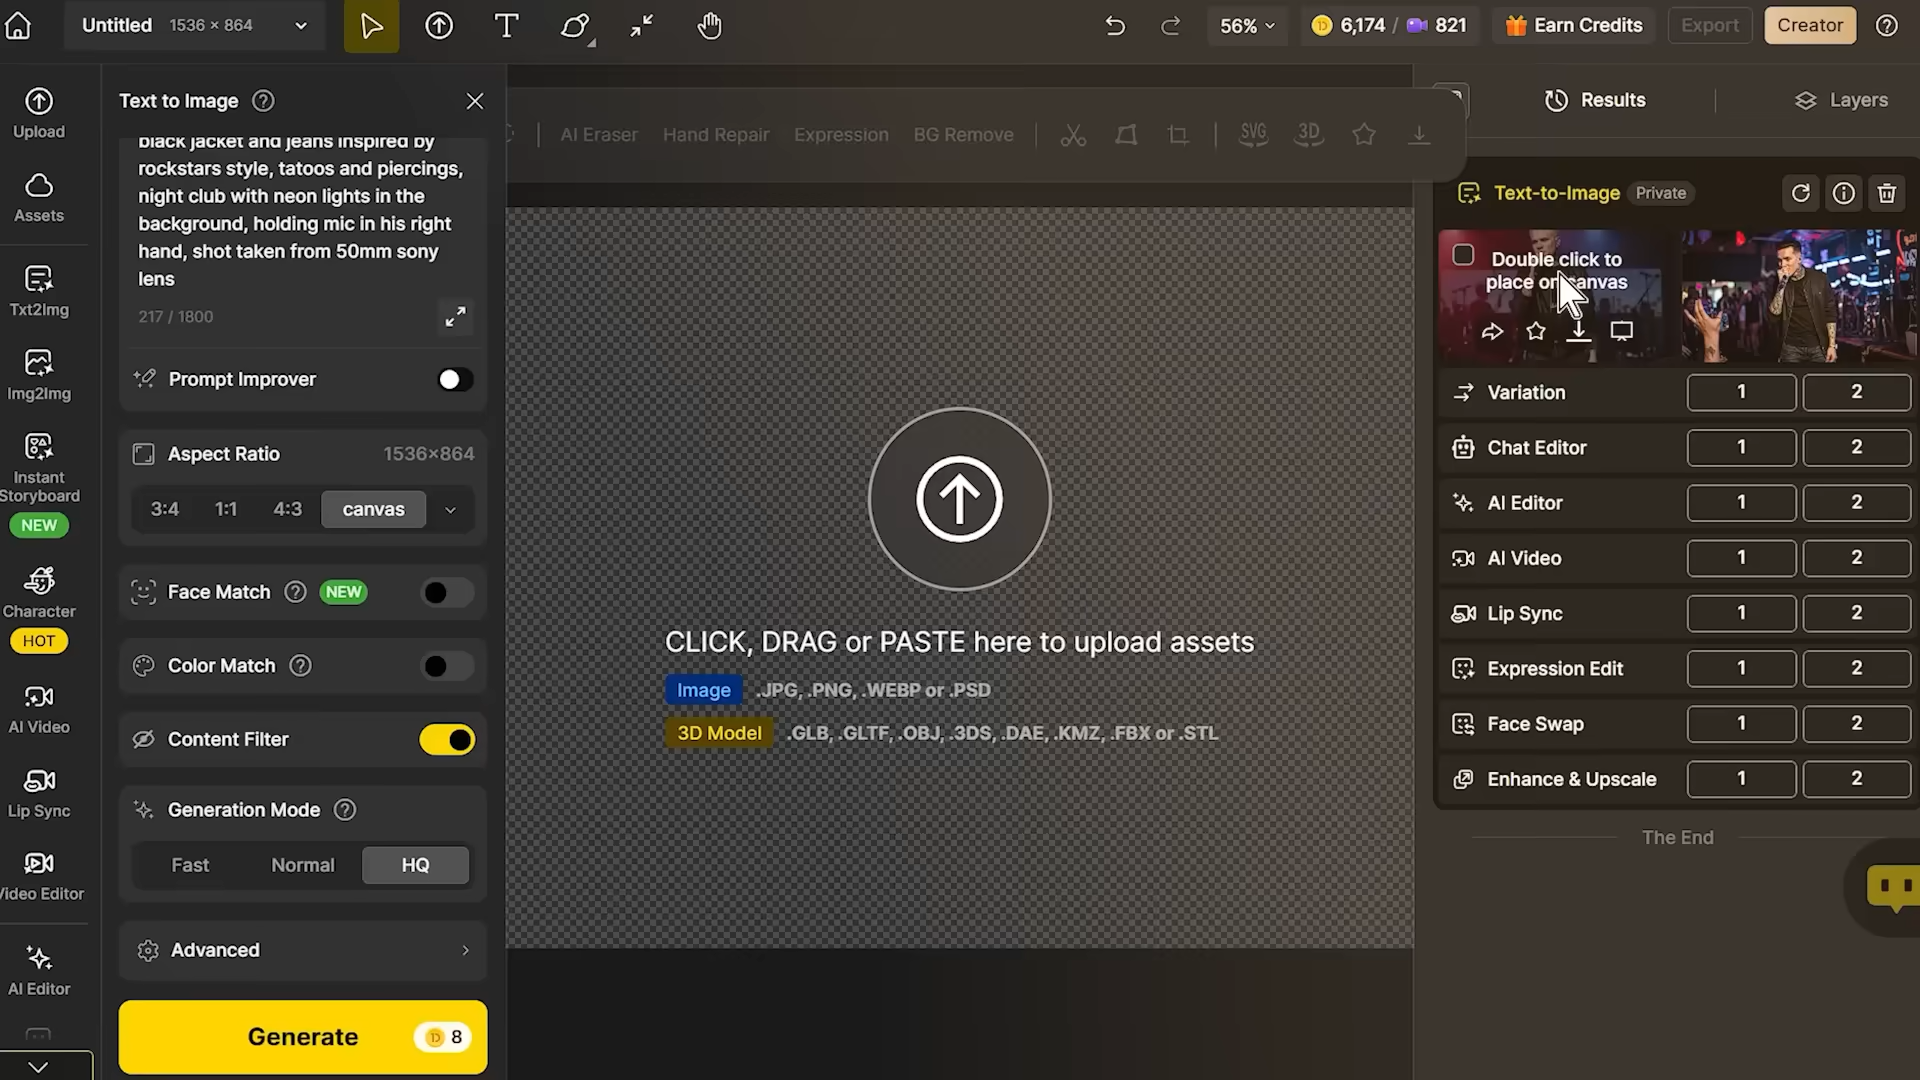 Untitled 1536 × 864
56%
6,174 / 821
Earn Credits
Export
Creator
Upload
Assets
Txt2Img
Img2Img
Instant
Storyboard
NEW
Character
HOT
AI Video
Lip Sync
Video Editor
AI Editor
Text to Image
black jacket and jeans inspired by
rockstars style, tatoos and piercings,
night club with neon lights in the
background, holding mic in his right
hand, shot taken from 50mm sony
lens
217 / 1800
Prompt Improver
Aspect Ratio 1536×864
3:4 1:1 4:3 canvas
Face Match NEW
Color Match
Content Filter
Generation Mode
Fast Normal HQ
Advanced
Generate 8
AI Eraser Hand Repair Expression BG Remove SVG 3D
CLICK, DRAG or PASTE here to upload assets
Image .JPG, .PNG, .WEBP or .PSD
3D Model .GLB, .GLTF, .OBJ, .3DS, .DAE, .KMZ, .FBX or .STL
Results Layers
Text-to-Image Private
Double click to
place on canvas
Variation 1 2
Chat Editor 1 2
AI Editor 1 2
AI Video 1 2
Lip Sync 1 2
Expression Edit 1 2
Face Swap 1 2
Enhance & Upscale 1 2
The End